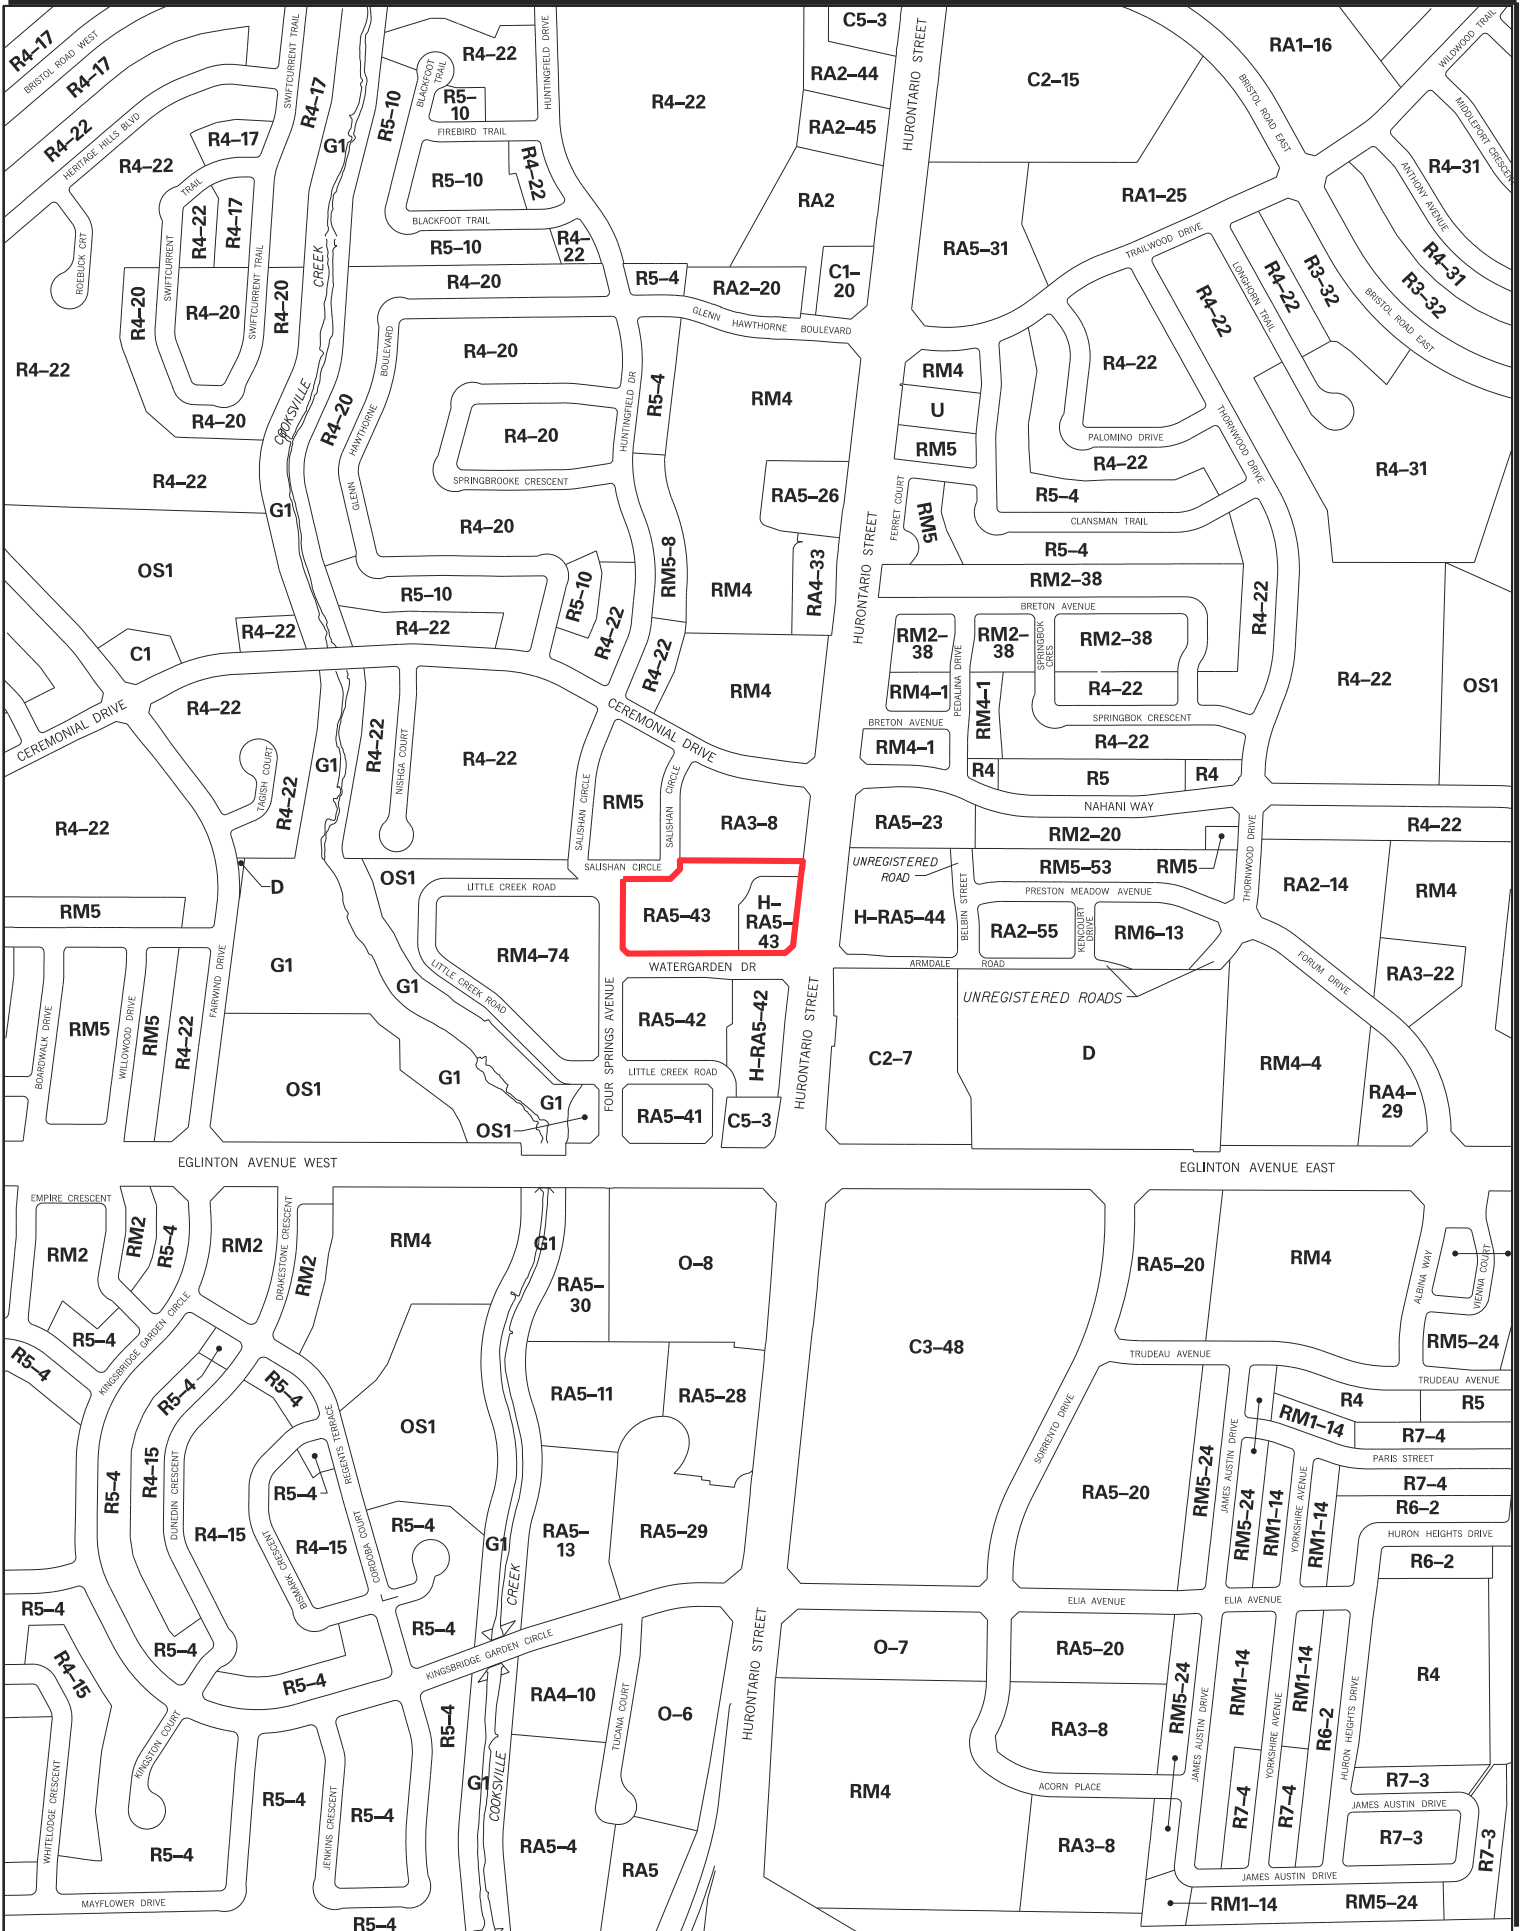 R4–17
BRISTOL ROAD WEST
R4–17
R4–22
HERITAGE HILLS BLVD
R4–22
R4–17
SWIFTCURRENT TRAIL
R4–17
G1
R5–10
BLACKFOOT
TRAIL
R4–22
R5–
10
FIREBIRD TRAIL
HUNTINGFIELD DRIVE
R5–10
R4–22
BLACKFOOT TRAIL
R5–10
R4–
22
R4–22
C5–3
RA2–44
RA2–45
RA2
HURONTARIO STREET
C2–15
RA1–16
BRISTOL ROAD EAST
WILDWOOD TRAIL
MIDDLEPORT CRESCENT
R4–31
ANTHONY AVENUE
RA1–25
RA5–31
TRAILWOOD DRIVE
R4–31
R3–32
R3–32
BRISTOL ROAD EAST
R4–22
LONGHORN TRAIL
R4–22
TRAIL
R4–22
R4–17
SWIFTCURRENT
SWIFTCURRENT TRAIL
ROEBUCK CRT
R4–20
R4–20
R4–20
CREEK
R4–20
R5–4
RA2–20
C1–
20
GLENN HAWTHORNE BOULEVARD
R4–22
R4–20
COOKSVILLE
R4–20
GLENN
HAWTHORNE
BOULEVARD
R4–20
R4–20
SPRINGBROOKE CRESCENT
HUNTINGFIELD DR
R5–4
RM4
RM4
U
RM5
R4–22
PALOMINO DRIVE
THORNWOOD DRIVE
R4–22
R4–31
R4–22
G1
R4–20
RA5–26
FERRET COURT
RM5
R5–4
CLANSMAN TRAIL
R5–4
OS1
R5–10
R4–22
R4–22
C1
R5–10
R4–22
RM5–8
RM4
RA4–33
HURONTARIO STREET
RM2–38
BRETON AVENUE
RM2–
38
PEDALINA DRIVE
RM2–
38
SPRINGBOK
CRES
RM2–38
R4–22
R4–22
OS1
R4–22
RM4
RM4–1
RM4–1
R4–22
SPRINGBOK CRESCENT
BRETON AVENUE
RM4–1
R4–22
R4
R5
R4
NAHANI WAY
CEREMONIAL DRIVE
R4–22
TAGISH COURT
R4–22
G1
R4–22
NISHGA COURT
R4–22
CEREMONIAL DRIVE
SALISHAN CIRCLE
RM5
SALISHAN CIRCLE
RA3–8
RA5–23
RM2–20
RM5
R4–22
R4–22
D
OS1
SALISHAN CIRCLE
LITTLE CREEK ROAD
UNREGISTERED
ROAD
RM5–53
PRESTON MEADOW AVENUE
THORNWOOD DRIVE
RA2–14
RM4
RM5
RA5–43
H–
RA5–
43
H–RA5–44
BELBIN STREET
RA2–55
KENCOURT
DRIVE
RM6–13
RM4–74
G1
G1
LITTLE CREEK ROAD
WATERGARDEN DR
ARMDALE ROAD
FORUM DRIVE
RA3–22
UNREGISTERED ROADS
BOARDWALK DRIVE
RM5
WILLOWOOD DRIVE
RM5
R4–22
FAIRWIND DRIVE
OS1
G1
G1
OS1
FOUR SPRINGS AVENUE
RA5–42
H–RA5–42
LITTLE CREEK ROAD
RA5–41
C5–3
HURONTARIO STREET
C2–7
D
RM4–4
RA4–
29
EGLINTON AVENUE WEST
EGLINTON AVENUE EAST
EMPIRE CRESCENT
RM2
RM2
R5–4
RM2
DRAKESTONE CRESCENT
RM2
RM4
G1
RA5–
30
O–8
RA5–20
RM4
ALBINA WAY
VIENNA COURT
R5–4
KINGSBRIDGE GARDEN CIRCLE
R5–4
R5–4
R5–4
C3–48
RM5–24
TRUDEAU AVENUE
TRUDEAU AVENUE
RA5–11
RA5–28
OS1
REGENTS TERRACE
SORRENTO DRIVE
JAMES AUSTIN DRIVE
RM1–14
R4
R5
R7–4
PARIS STREET
R5–4
R4–15
DUNEDIN CRESCENT
R4–15
R5–4
R4–15
BISMARK CRESCENT
CORDOBA COURT
R5–4
G1
CREEK
RA5–
13
RA5–29
RA5–20
RM5–24
RM5–24
RM1–14
YORKSHIRE AVENUE
RM1–14
R7–4
R6–2
HURON HEIGHTS DRIVE
R6–2
R5–4
R5–4
R5–4
R5–4
KINGSBRIDGE GARDEN CIRCLE
ELIA AVENUE
ELIA AVENUE
R4–15
KINGSTON COURT
R5–4
RA4–10
TUCANA COURT
O–6
HURONTARIO STREET
O–7
RA5–20
RA3–8
RM5–24
JAMES AUSTIN DRIVE
RM1–14
YORKSHIRE AVENUE
RM1–14
R6–2
HURON HEIGHTS DRIVE
R4
WHITELODGE CRESCENT
R5–4
R5–4
JENKINS CRESCENT
R5–4
G1
COOKSVILLE
RA5–4
RA5
RM4
ACORN PLACE
RA3–8
R7–4
R7–4
R7–3
JAMES AUSTIN DRIVE
R7–3
R7–3
JAMES AUSTIN DRIVE
MAYFLOWER DRIVE
R5–4
RM1–14
RM5–24